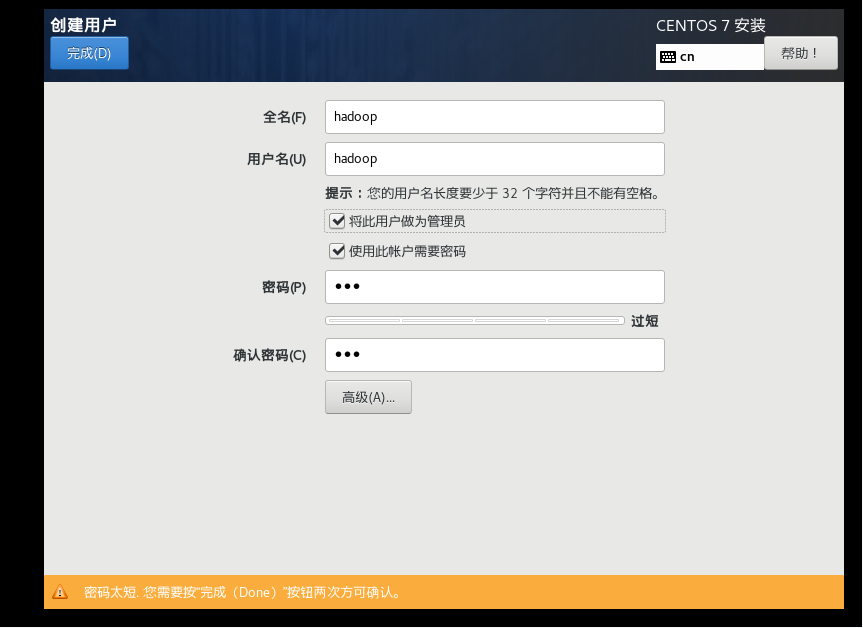 创建用户
CENTOS 7 安装
完成(D)
cn
帮助！
全名(F)
hadoop
用户名(U)
hadoop
提示：您的用户名长度要少于 32 个字符并且不能有空格。
将此用户做为管理员
使用此帐户需要密码
密码(P)
●●●
过短
确认密码(C)
●●●
高级(A)...
密码太短. 您需要按“完成（Done）”按钮两次方可确认。